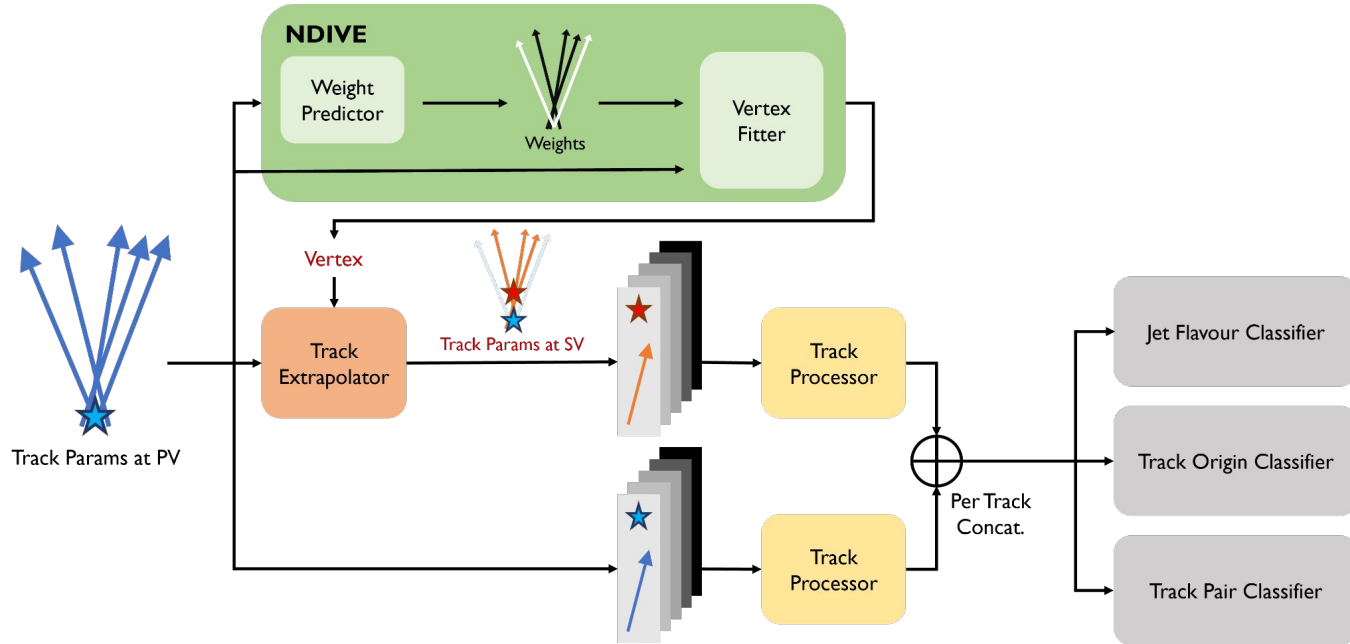 NDIVE
Weight
Predictor
Weights
Vertex
Fitter
Vertex
Track Params at SV
Track
Extrapolator
Track Params at PV
Track
Processor
Track
Processor
Per Track
Concat.
Jet Flavour Classifier
Track Origin Classifier
Track Pair Classifier